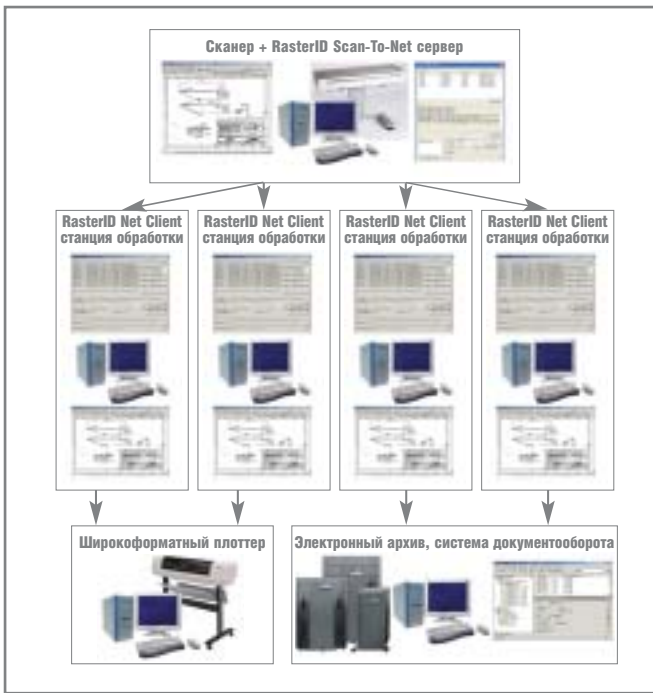 Сканер + RasterID Scan-To-Net сервер
RasterID Net Client
станция обработки
RasterID Net Client
станция обработки
RasterID Net Client
станция обработки
RasterID Net Client
станция обработки
Широкоформатный плоттер
Электронный архив, система документооборота